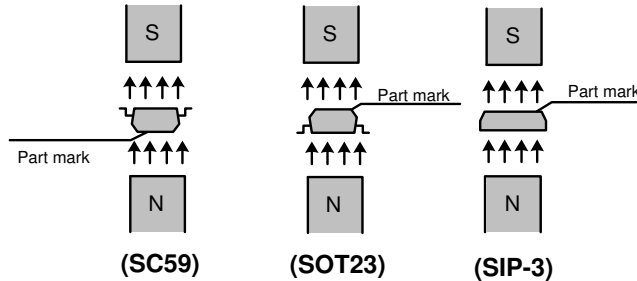 S
S
S
Part mark
Part mark
Part mark
N
N
N
(SC59)
(SOT23)
(SIP-3)